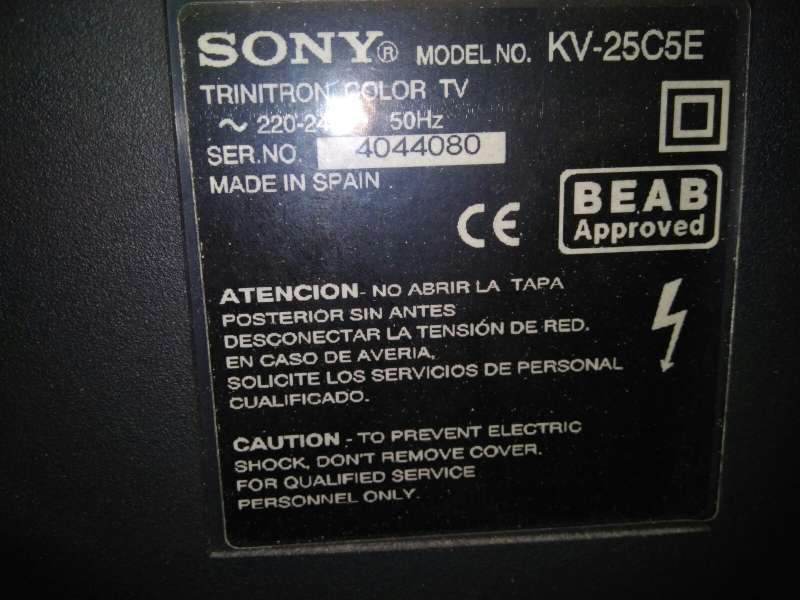 SONY® MODEL NO. KV-25C5E
TRINITRON COLOR TV
~ 220-24 50Hz
SER.NO. 4044080
MADE IN SPAIN
CE
BEAB
Approved
ATENCION- NO ABRIR LA TAPA
POSTERIOR SIN ANTES
DESCONECTAR LA TENSIÓN DE RED.
EN CASO DE AVERIA,
SOLICITE LOS SERVICIOS DE PERSONAL
CUALIFICADO.
CAUTION - TO PREVENT ELECTRIC
SHOCK, DON'T REMOVE COVER.
FOR QUALIFIED SERVICE
PERSONNEL ONLY.